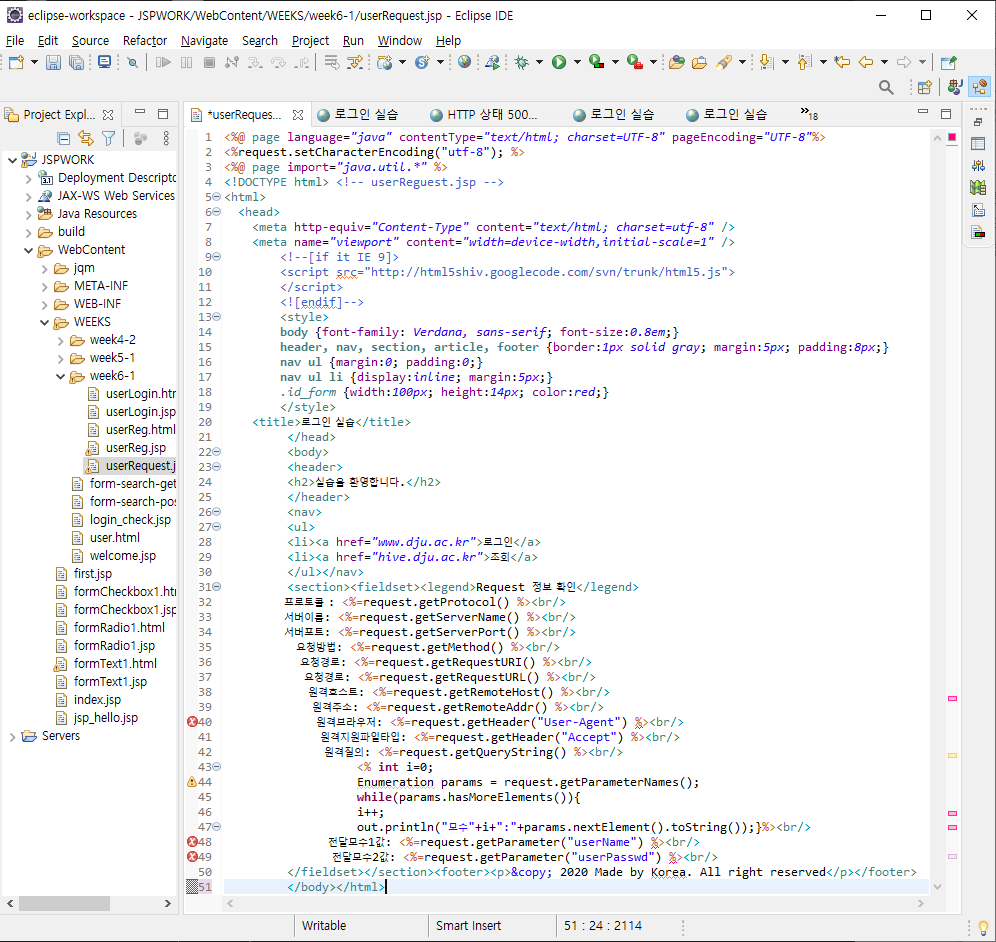 eclipse-workspace - JSPWORK/WebContent/WEEKS/week6-1/userRequest.jsp - Eclipse IDE
File Edit Source Refactor Navigate Search Project Run Window Help
Project Expl...
*userReques... 로그인 실습 HTTP 상태 500... 로그인 실습 로그인 실습 »18
JSPWORK
Deployment Descripto
JAX-WS Web Services
Java Resources
build
WebContent
jqm
META-INF
WEB-INF
WEEKS
week4-2
week5-1
week6-1
userLogin.htr
userLogin.jsp
userReg.html
userReg.jsp
userRequest.j
form-search-get
form-search-pos
login_check.jsp
user.html
welcome.jsp
first.jsp
formCheckbox1.htr
formCheckbox1.jsp
formRadio1.html
formRadio1.jsp
formText1.html
formText1.jsp
index.jsp
jsp_hello.jsp
Servers
1 <%@ page language="java" contentType="text/html; charset=UTF-8" pageEncoding="UTF-8"%>
2 <%request.setCharacterEncoding("utf-8"); %>
3 <%@ page import="java.util.*" %>
4 <!DOCTYPE html> <!-- userReguest.jsp -->
5 <html>
6 <head>
7 <meta http-equiv="Content-Type" content="text/html; charset=utf-8" />
8 <meta name="viewport" content="width=device-width,initial-scale=1" />
9 <!--[if it IE 9]>
10 <script src="http://html5shiv.googlecode.com/svn/trunk/html5.js">
11 </script>
12 <![endif]-->
13 <style>
14 body {font-family: Verdana, sans-serif; font-size:0.8em;}
15 header, nav, section, article, footer {border:1px solid gray; margin:5px; padding:8px;}
16 nav ul {margin:0; padding:0;}
17 nav ul li {display:inline; margin:5px;}
18 .id_form {width:100px; height:14px; color:red;}
19 </style>
20 <title>로그인 실습</title>
21 </head>
22 <body>
23 <header>
24 <h2>실습을 환영합니다.</h2>
25 </header>
26 <nav>
27 <ul>
28 <li><a href="www.dju.ac.kr">로그인</a>
29 <li><a href="hive.dju.ac.kr">조회</a>
30 </ul></nav>
31 <section><fieldset><legend>Request 정보 확인</legend>
32 프로토콜 : <%=request.getProtocol() %><br/>
33 서버이름: <%=request.getServerName() %><br/>
34 서버포트: <%=request.getServerPort() %><br/>
35 요청방법: <%=request.getMethod() %><br/>
36 요청경로: <%=request.getRequestURI() %><br/>
37 요청경로: <%=request.getRequestURL() %><br/>
38 원격호스트: <%=request.getRemoteHost() %><br/>
39 원격주소: <%=request.getRemoteAddr() %><br/>
40 원격브라우저: <%=request.getHeader("User-Agent") %><br/>
41 원격지원파일타입: <%=request.getHeader("Accept") %><br/>
42 원격질의: <%=request.getQueryString() %><br/>
43 <% int i=0;
44 Enumeration params = request.getParameterNames();
45 while(params.hasMoreElements()){
46 i++;
47 out.println("모수"+i+":"+params.nextElement().toString());}%><br/>
48 전달모수1값: <%=request.getParameter("userName") %><br/>
49 전달모수2값: <%=request.getParameter("userPasswd") %><br/>
50 </fieldset></section><footer><p>&copy; 2020 Made by Korea. All right reserved</p></footer>
51 </body></html>
Writable Smart Insert 51 : 24 : 2114